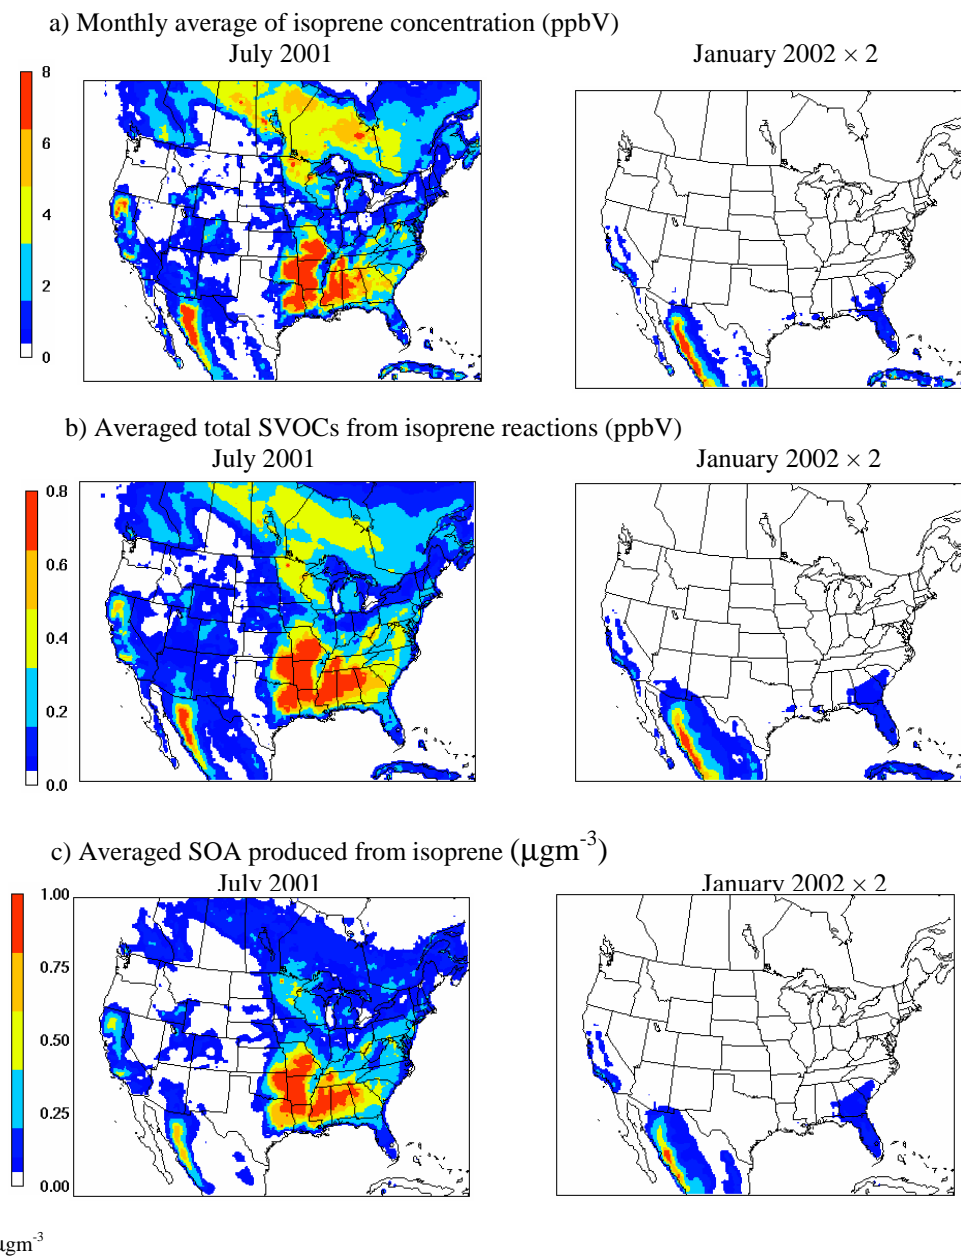 a) Monthly average of isoprene concentration (ppbV)
July 2001
January 2002 × 2
8
6
4
2
0
b) Averaged total SVOCs from isoprene reactions (ppbV)
July 2001
January 2002 × 2
0.8
0.6
0.4
0.2
0.0
c) Averaged SOA produced from isoprene (μgm⁻³)
July 2001
January 2002 × 2
1.00
0.75
0.50
0.25
0.00
μgm⁻³